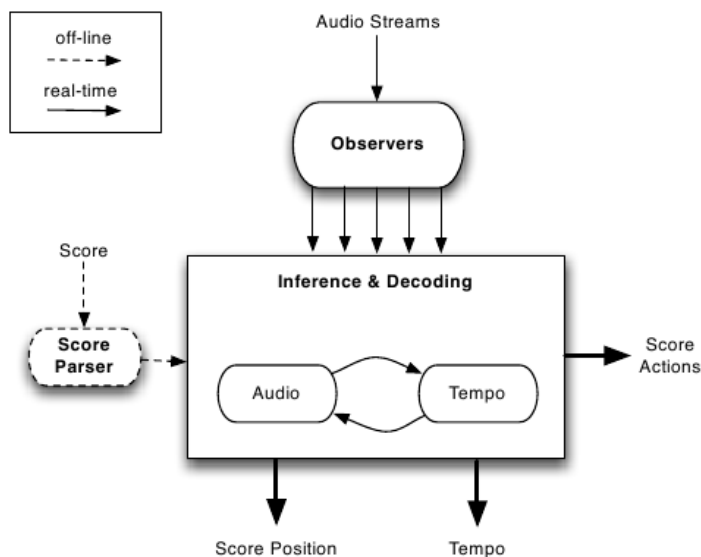 off-line
real-time
Audio Streams
Observers
Score
Inference & Decoding
Score
Parser
Audio
Tempo
Score
Actions
Score Position
Tempo